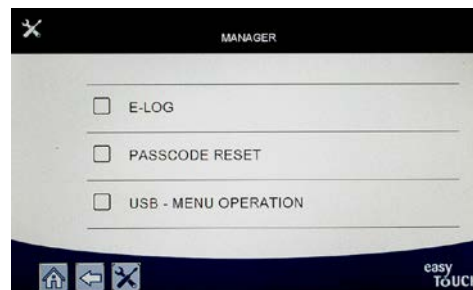 MANAGER
E-LOG
PASSCODE RESET
USB - MENU OPERATION
easy
TOUCH